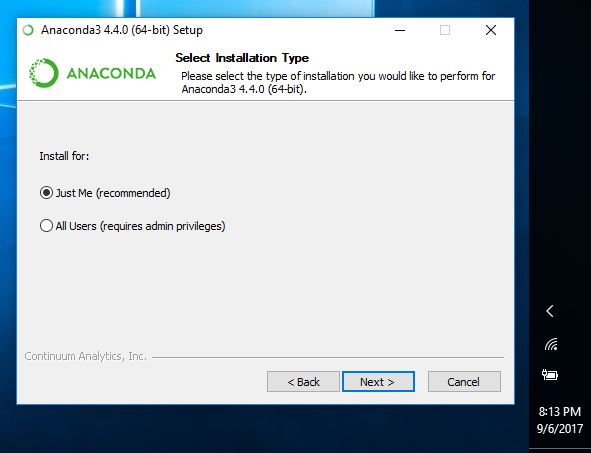 Anaconda3 4.4.0 (64-bit) Setup
ANACONDA
Select Installation Type
Please select the type of installation you would like to perform for
Anaconda3 4.4.0 (64-bit).
Install for:
Just Me (recommended)
All Users (requires admin privileges)
Continuum Analytics, Inc.
< Back
Next >
Cancel
8:13 PM
9/6/2017